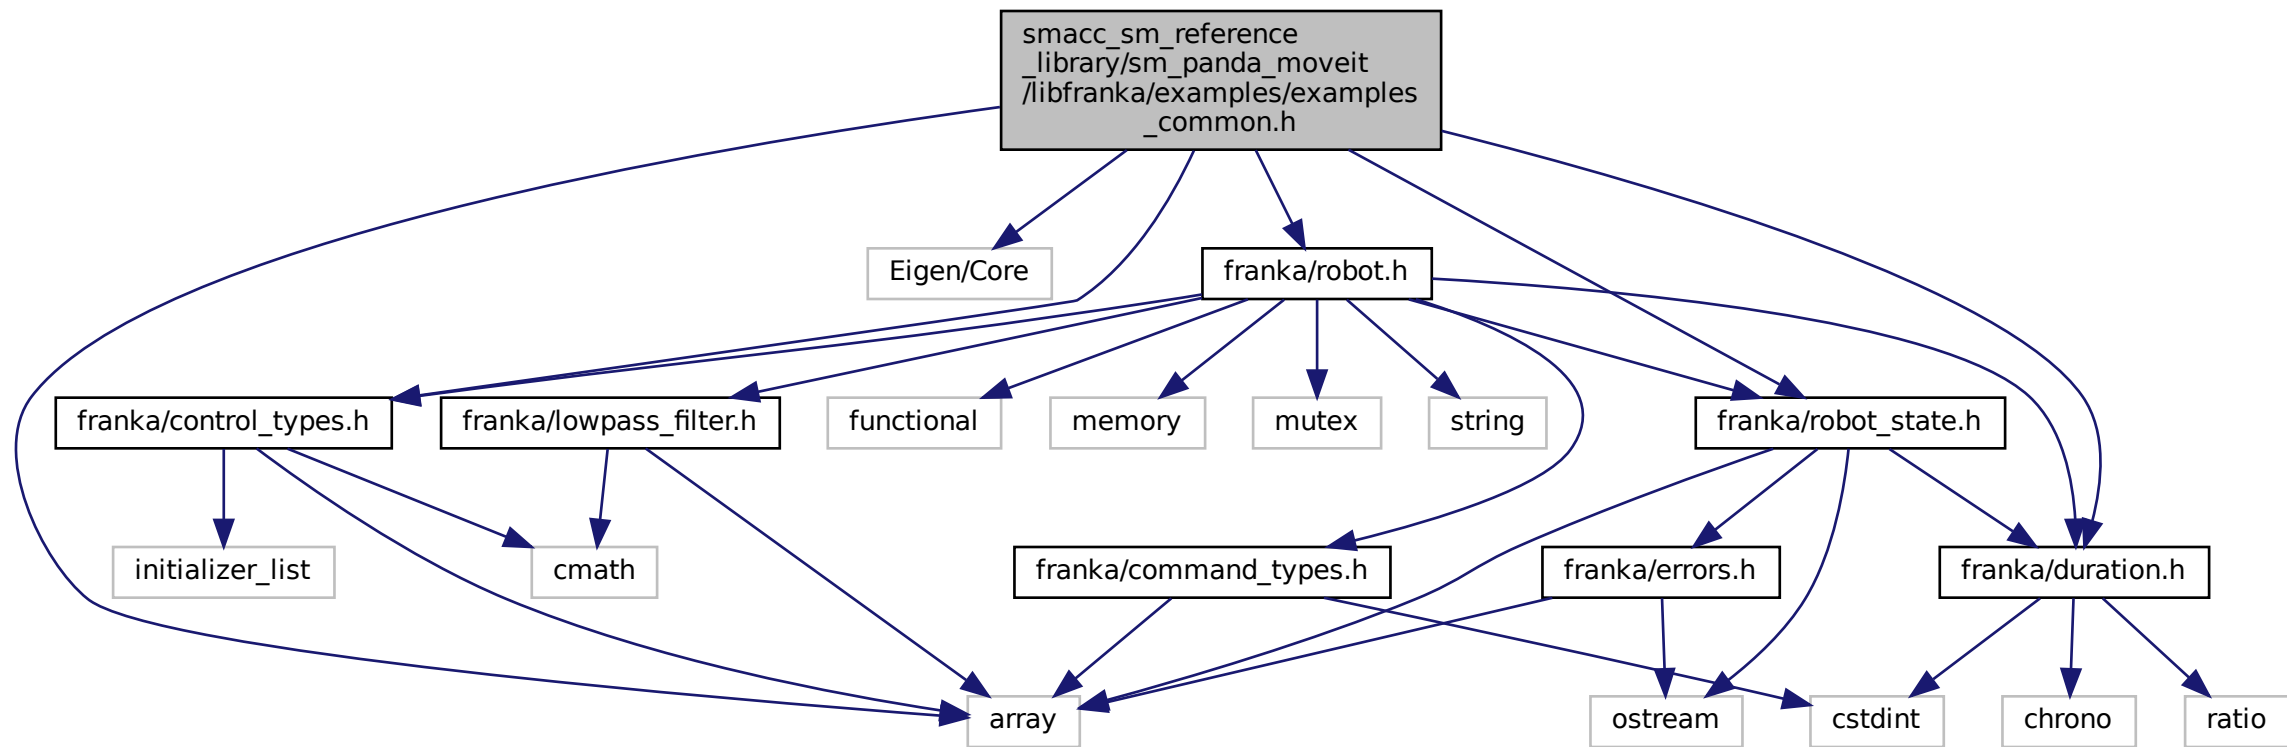 smacc_sm_reference
_library/sm_panda_moveit
/libfranka/examples/examples
_common.h
Eigen/Core
franka/robot.h
franka/control_types.h
franka/lowpass_filter.h
functional
memory
mutex
string
franka/robot_state.h
initializer_list
cmath
franka/command_types.h
franka/errors.h
franka/duration.h
array
ostream
cstdint
chrono
ratio